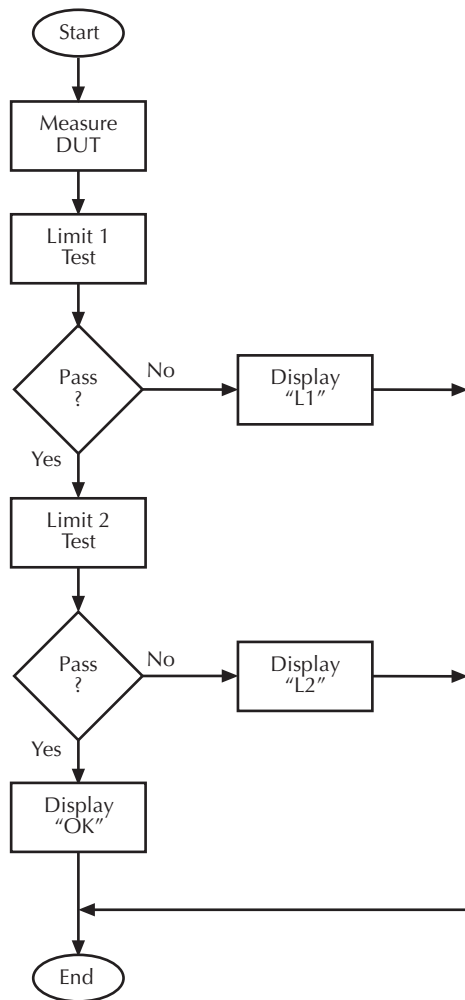 Start
Measure
DUT
Limit 1
Test
Pass
?
No
Display
“L1”
Yes
Limit 2
Test
Pass
?
No
Display
“L2”
Yes
Display
“OK”
End